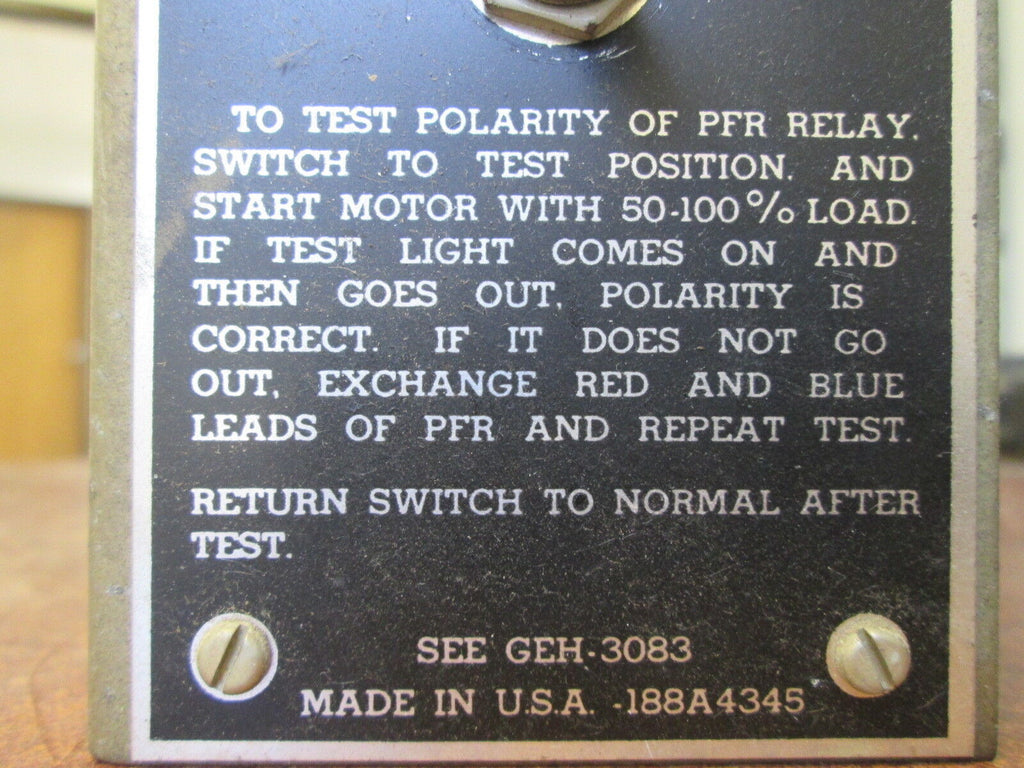 TO TEST POLARITY OF PFR RELAY.
SWITCH TO TEST POSITION. AND
START MOTOR WITH 50-100% LOAD.
IF TEST LIGHT COMES ON AND
THEN GOES OUT, POLARITY IS
CORRECT. IF IT DOES NOT GO
OUT, EXCHANGE RED AND BLUE
LEADS OF PFR AND REPEAT TEST.
RETURN SWITCH TO NORMAL AFTER
TEST.
SEE GEH-3083
MADE IN U.S.A. -188A4345